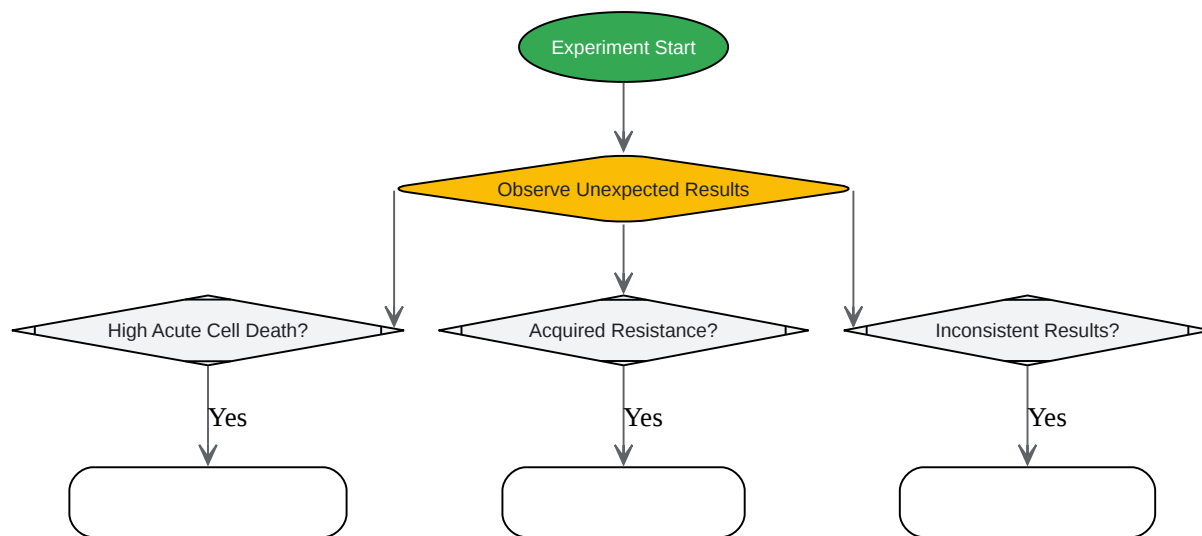 Experiment Start
Observe Unexpected Results
High Acute Cell Death?
Acquired Resistance?
Inconsistent Results?
Yes
Yes
Yes